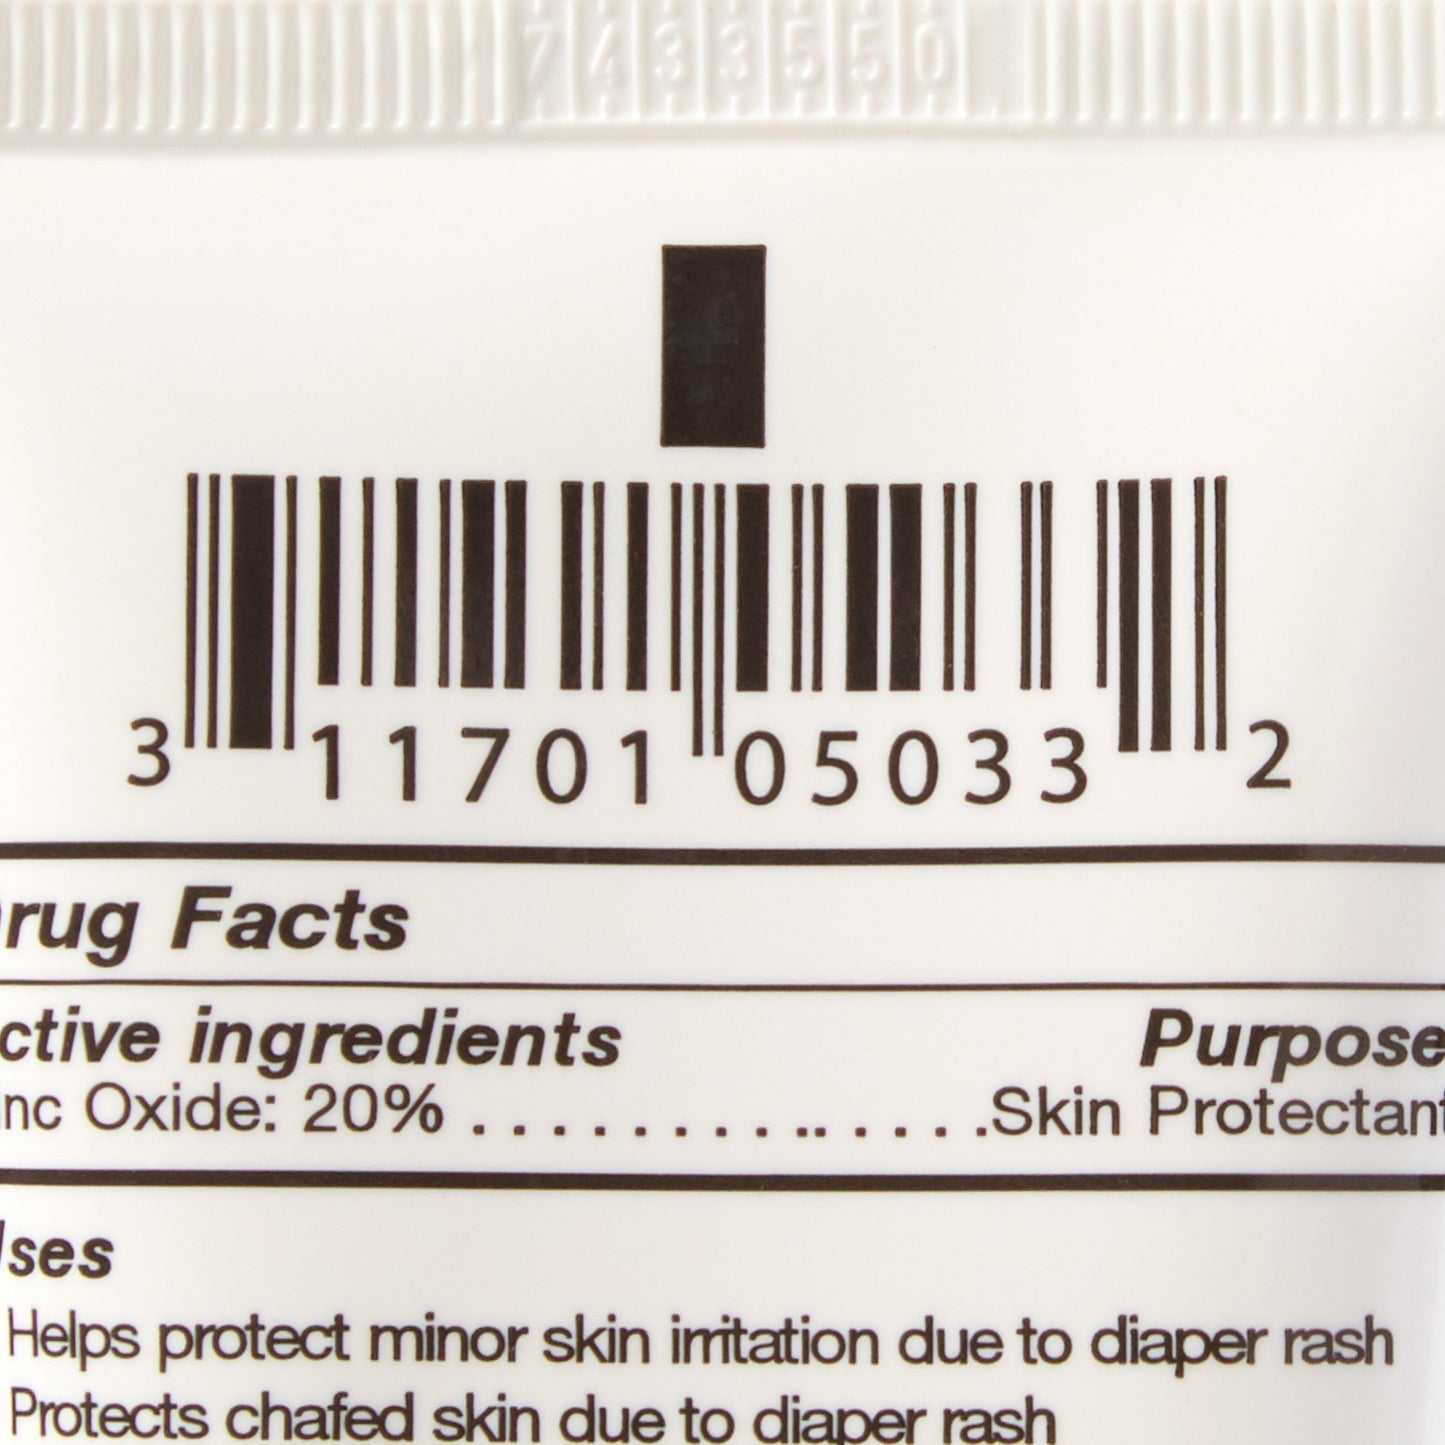 7433550
3 11701 05033 2
rug Facts
ctive ingredients Purpose
inc Oxide: 20% . . . . . . . . .. . . . .Skin Protectant
ses
Helps protect minor skin irritation due to diaper rash
Protects chafed skin due to diaper rash